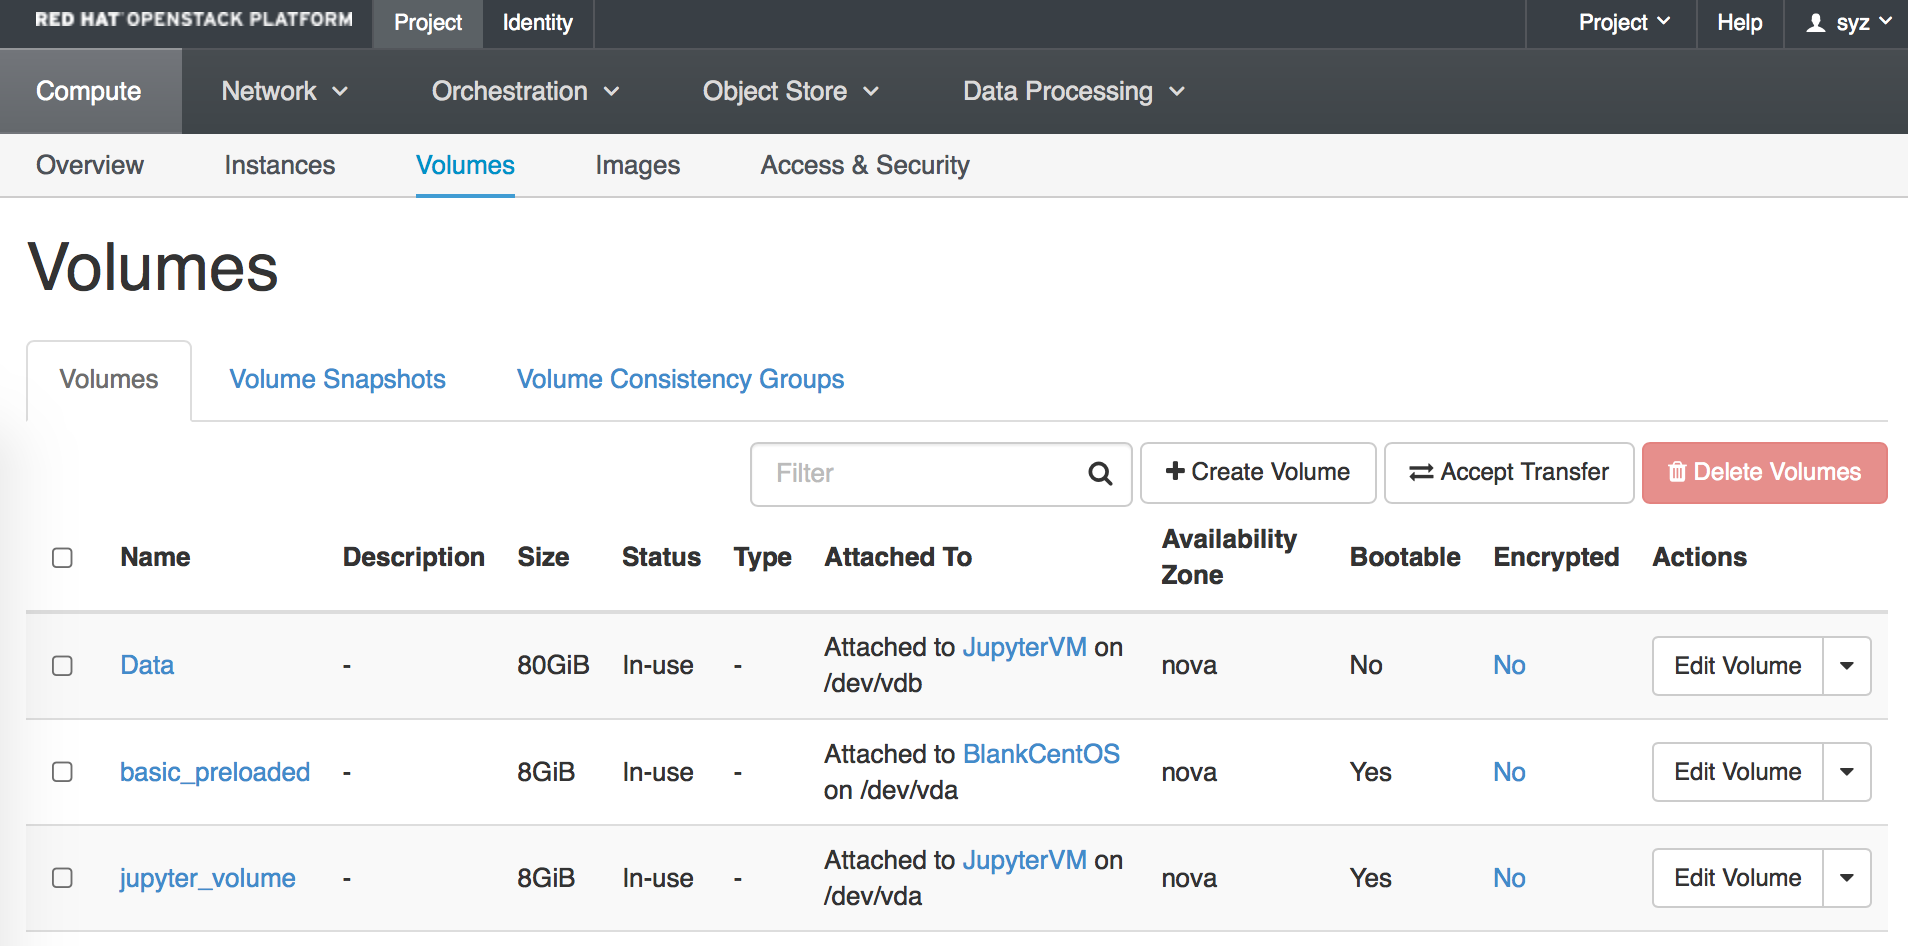 RED HAT OPENSTACK PLATFORM Project Identity Project Help syz
Compute Network Orchestration Object Store Data Processing
Overview Instances Volumes Images Access & Security
Volumes
Volumes Volume Snapshots Volume Consistency Groups
Filter Create Volume Accept Transfer Delete Volumes
Name Description Size Status Type Attached To Availability Zone Bootable Encrypted Actions
Data - 80GiB In-use - Attached to JupyterVM on /dev/vdb nova No No Edit Volume
basic_preloaded - 8GiB In-use - Attached to BlankCentOS on /dev/vda nova Yes No Edit Volume
jupyter_volume - 8GiB In-use - Attached to JupyterVM on /dev/vda nova Yes No Edit Volume